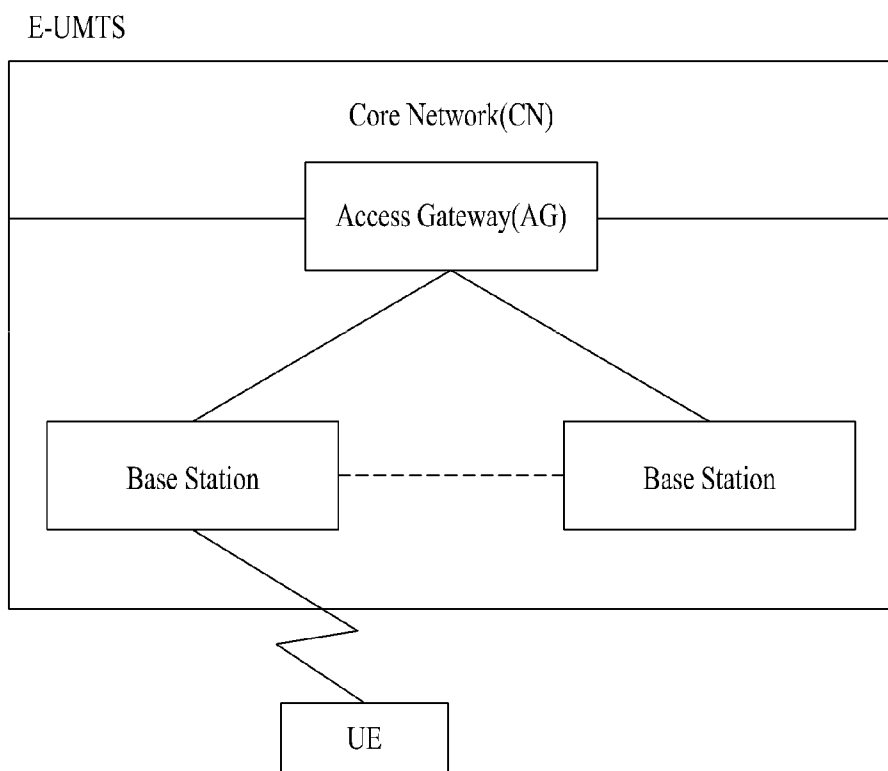 E-UMTS
Core Network(CN)
Access Gateway(AG)
Base Station
Base Station
UE